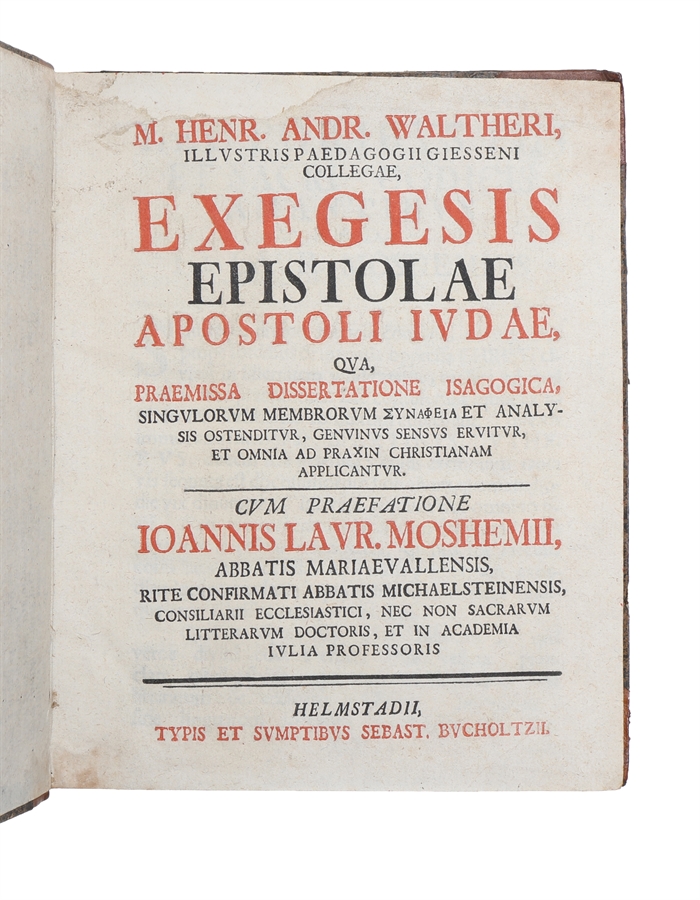 M. HENR. ANDR. WALTHERI,
ILLVSTRIS PAEDAGOGII GIESSENI
COLLEGAE,
EXEGESIS
EPISTOLAE
APOSTOLI IVDAE,
QVA,
PRAEMISSA DISSERTATIONE ISAGOGICA,
SINGVLORVM MEMBRORVM ΣΥΝΑΦΕΙΑ ET ANALY-
SIS OSTENDITVR, GENVINVS SENSVS ERVITVR,
ET OMNIA AD PRAXIN CHRISTIANAM
APPLICANTVR.
CVM PRAEFATIONE
IOANNIS LAVR. MOSHEMII,
ABBATIS MARIAEVALLENSIS,
RITE CONFIRMATI ABBATIS MICHAELSTEINENSIS,
CONSILIARII ECCLESIASTICI, NEC NON SACRARVM
LITTERARVM DOCTORIS, ET IN ACADEMIA
IVLIA PROFESSORIS
HELMSTADII,
TYPIS ET SVMPTIBVS SEBAST. BVCHOLTZII.